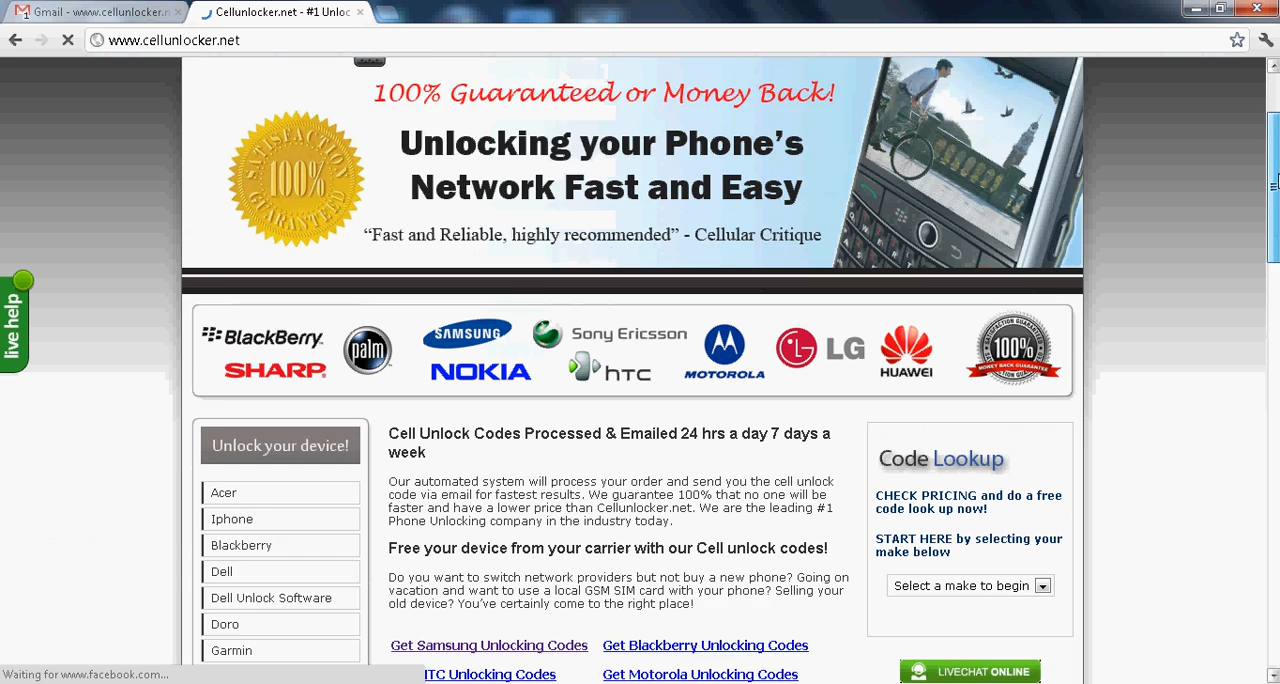 Gmail - www.cellunlocker.n
Cellunlocker.net - #1 Unloc
www.cellunlocker.net
100% Guaranteed or Money Back!
SATISFACTION
100%
GUARANTEED
Unlocking your Phone's
Network Fast and Easy
“Fast and Reliable, highly recommended” - Cellular Critique
live help
BlackBerry
palm
SAMSUNG
Sony Ericsson
MOTOROLA
LG
HUAWEI
100%
MONEY BACK GUARANTEE
SHARP
NOKIA
hTC
Unlock your device!
Acer
Iphone
Blackberry
Dell
Dell Unlock Software
Doro
Garmin
Cell Unlock Codes Processed & Emailed 24 hrs a day 7 days a
week
Our automated system will process your order and send you the cell unlock
code via email for fastest results. We guarantee 100% that no one will be
faster and have a lower price than Cellunlocker.net. We are the leading #1
Phone Unlocking company in the industry today.
Free your device from your carrier with our Cell unlock codes!
Do you want to switch network providers but not buy a new phone? Going on
vacation and want to use a local GSM SIM card with your phone? Selling your
old device? You've certainly come to the right place!
Get Samsung Unlocking Codes
Get Blackberry Unlocking Codes
TC Unlocking Codes
Get Motorola Unlocking Codes
Code Lookup
CHECK PRICING and do a free
code look up now!
START HERE by selecting your
make below
Select a make to begin
LIVECHAT ONLINE
Waiting for www.facebook.com...